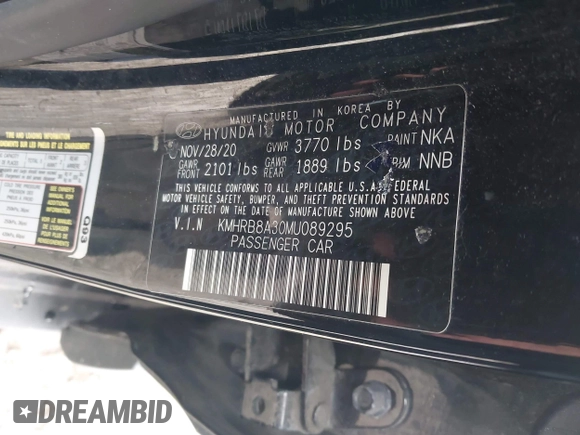 MANUFACTURED IN KOREA BY
HYUNDAI MOTOR COMPANY
NOV/28/20 GVWR 3770 lbs PAINT NKA
GAWR FRONT 2101 lbs GAWR REAR 1889 lbs TRIM NNB
THIS VEHICLE CONFORMS TO ALL APPLICABLE U.S.A FEDERAL
MOTOR VEHICLE SAFETY, BUMPER, AND THEFT PREVENTION STANDARDS
IN EFFECT ON THE DATE OF MANUFACTURE SHOWN ABOVE.
V.I.N KMHRB8A30MU089295
PASSENGER CAR
Q93
DREAMBID